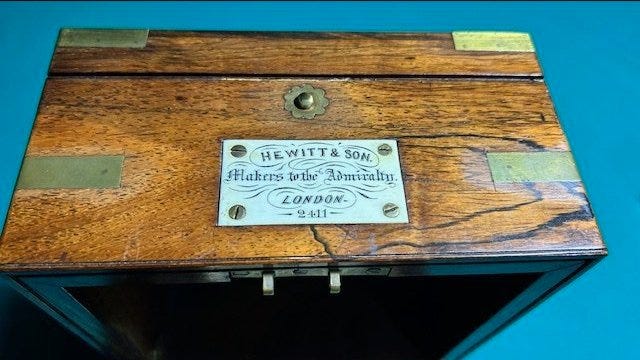 HEWITT & SON.
Makers to the Admiralty.
LONDON-
2411